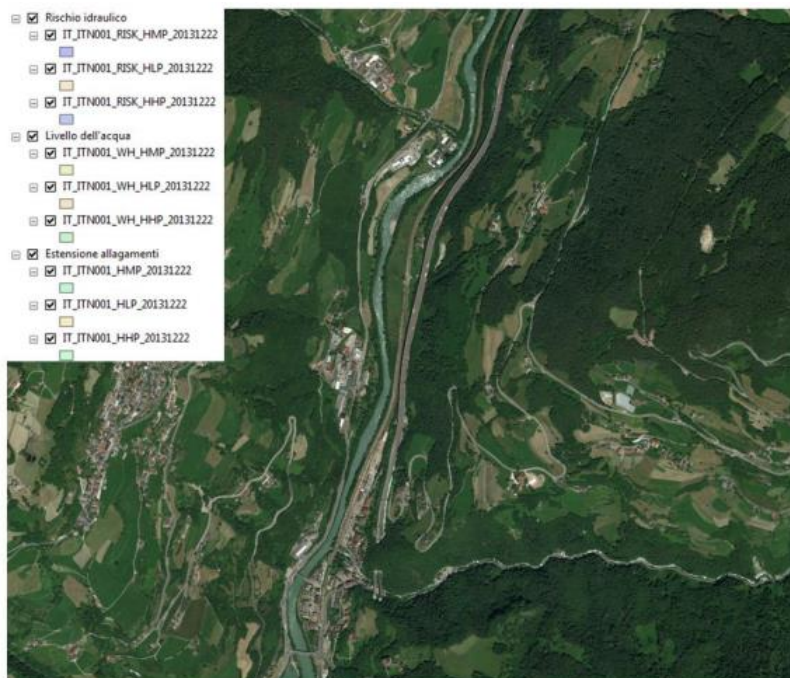 Rischio idraulico
IT_ITN001_RISK_HMP_20131222
IT_ITN001_RISK_HLP_20131222
IT_ITN001_RISK_HHP_20131222
Livello dell'acqua
IT_ITN001_WH_HMP_20131222
IT_ITN001_WH_HLP_20131222
IT_ITN001_WH_HHP_20131222
Estensione allagamenti
IT_ITN001_HMP_20131222
IT_ITN001_HLP_20131222
IT_ITN001_HHP_20131222